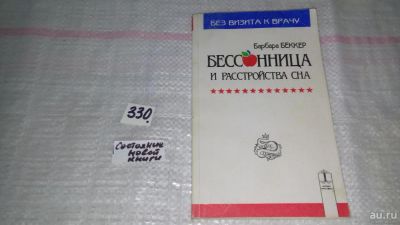 БЕЗ ВИЗИТА К ВРАЧУ
Барбара БЕККЕР
БЕССОННИЦА
И РАССТРОЙСТВА СНА
330
Состояние
новой
книги
au.ru